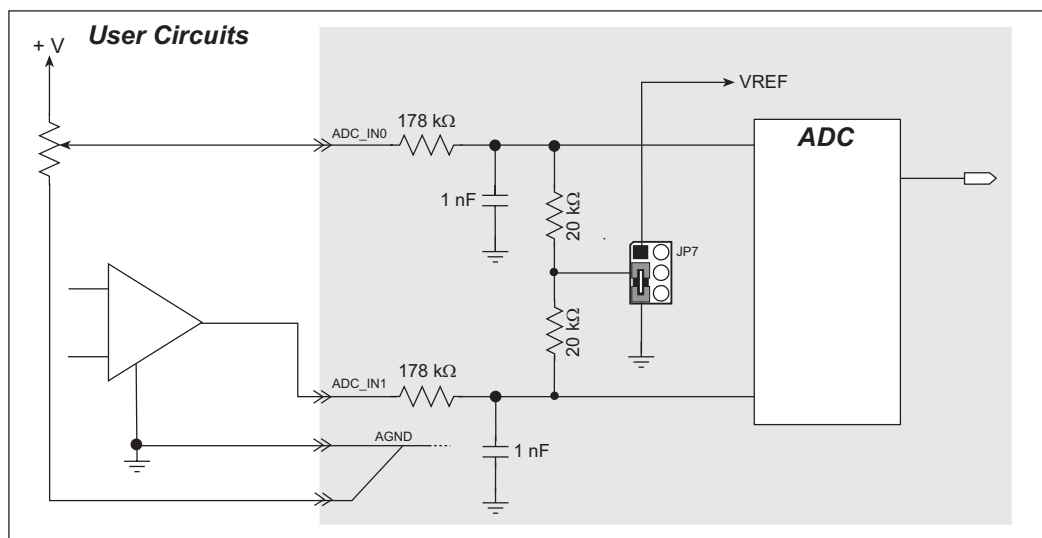 User Circuits
+ V
VREF
ADC_IN0
178 kΩ
ADC
1 nF
20 kΩ
JP7
20 kΩ
178 kΩ
ADC_IN1
AGND
1 nF